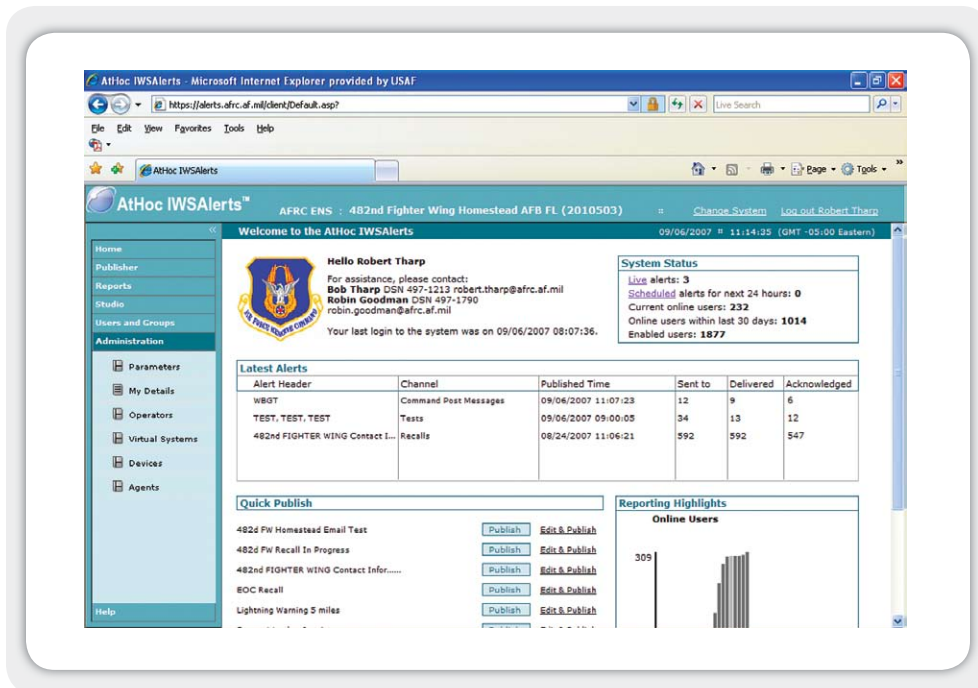 AtHoc IWSAlerts - Microsoft Internet Explorer provided by USAF
https://alerts.afrc.af.mil/client/Default.asp?
Live Search
File Edit View Favorites Tools Help
AtHoc IWSAlerts
Page Tools
AtHoc IWSAlerts™
AFRC ENS : 482nd Fighter Wing Homestead AFB FL (2010503) Change System Log out Robert Tharp
Welcome to the AtHoc IWSAlerts 09/06/2007 11:14:35 (GMT -05:00 Eastern)
Home
Publisher
Reports
Studio
Users and Groups
Administration
Parameters
My Details
Operators
Virtual Systems
Devices
Agents
Help
AIR FORCE RESERVE COMMAND
Hello Robert Tharp
For assistance, please contact:
Bob Tharp DSN 497-1213 robert.tharp@afrc.af.mil
Robin Goodman DSN 497-1790
robin.goodman@afrc.af.mil
Your last login to the system was on 09/06/2007 08:07:36.
System Status
Live alerts: 3
Scheduled alerts for next 24 hours: 0
Current online users: 232
Online users within last 30 days: 1014
Enabled users: 1877
Latest Alerts
Alert Header Channel Published Time Sent to Delivered Acknowledged
WBGT Command Post Messages 09/06/2007 11:07:23 12 9 6
TEST, TEST, TEST Tests 09/06/2007 09:00:05 34 13 12
482nd FIGHTER WING Contact I... Recalls 08/24/2007 11:06:21 592 592 547
Quick Publish
482d FW Homestead Email Test Publish Edit & Publish
482d FW Recall In Progress Publish Edit & Publish
482nd FIGHTER WING Contact Infor...... Publish Edit & Publish
EOC Recall Publish Edit & Publish
Lightning Warning 5 miles Publish Edit & Publish
Reporting Highlights
Online Users
309